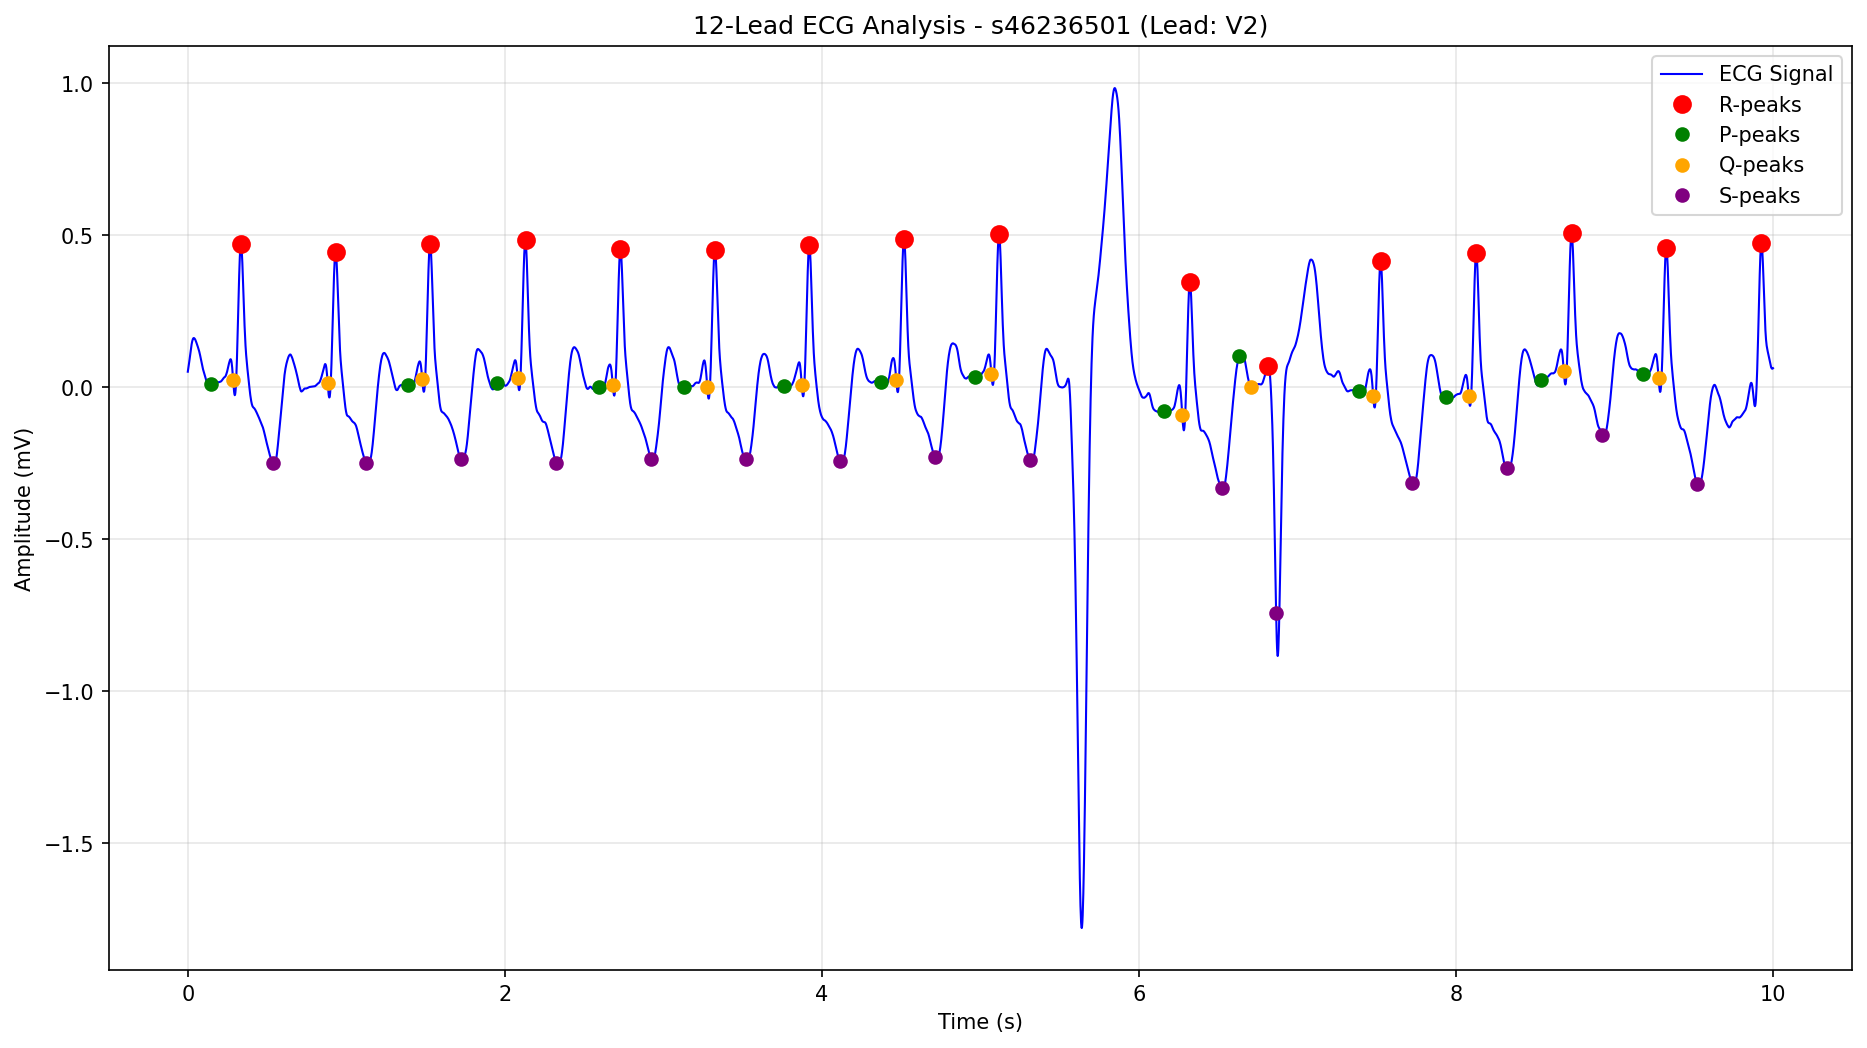 12-Lead ECG Analysis - s46236501 (Lead: V2)
ECG Signal
R-peaks
P-peaks
Q-peaks
S-peaks
1.0
0.5
0.0
−0.5
−1.0
−1.5
Amplitude (mV)
0 2 4 6 8 10
Time (s)